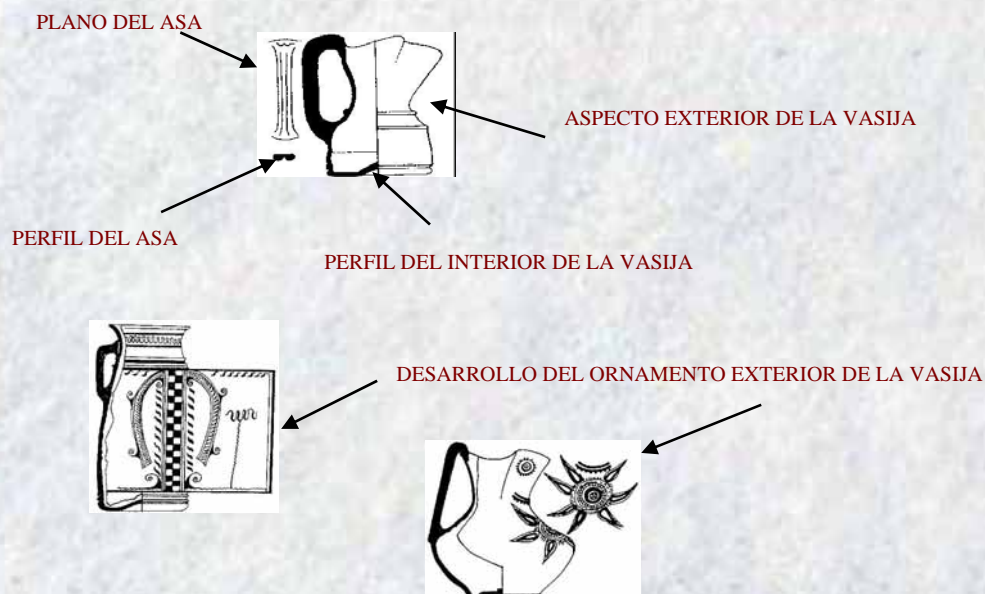 PLANO DEL ASA
ASPECTO EXTERIOR DE LA VASIJA
PERFIL DEL ASA
PERFIL DEL INTERIOR DE LA VASIJA
DESARROLLO DEL ORNAMENTO EXTERIOR DE LA VASIJA